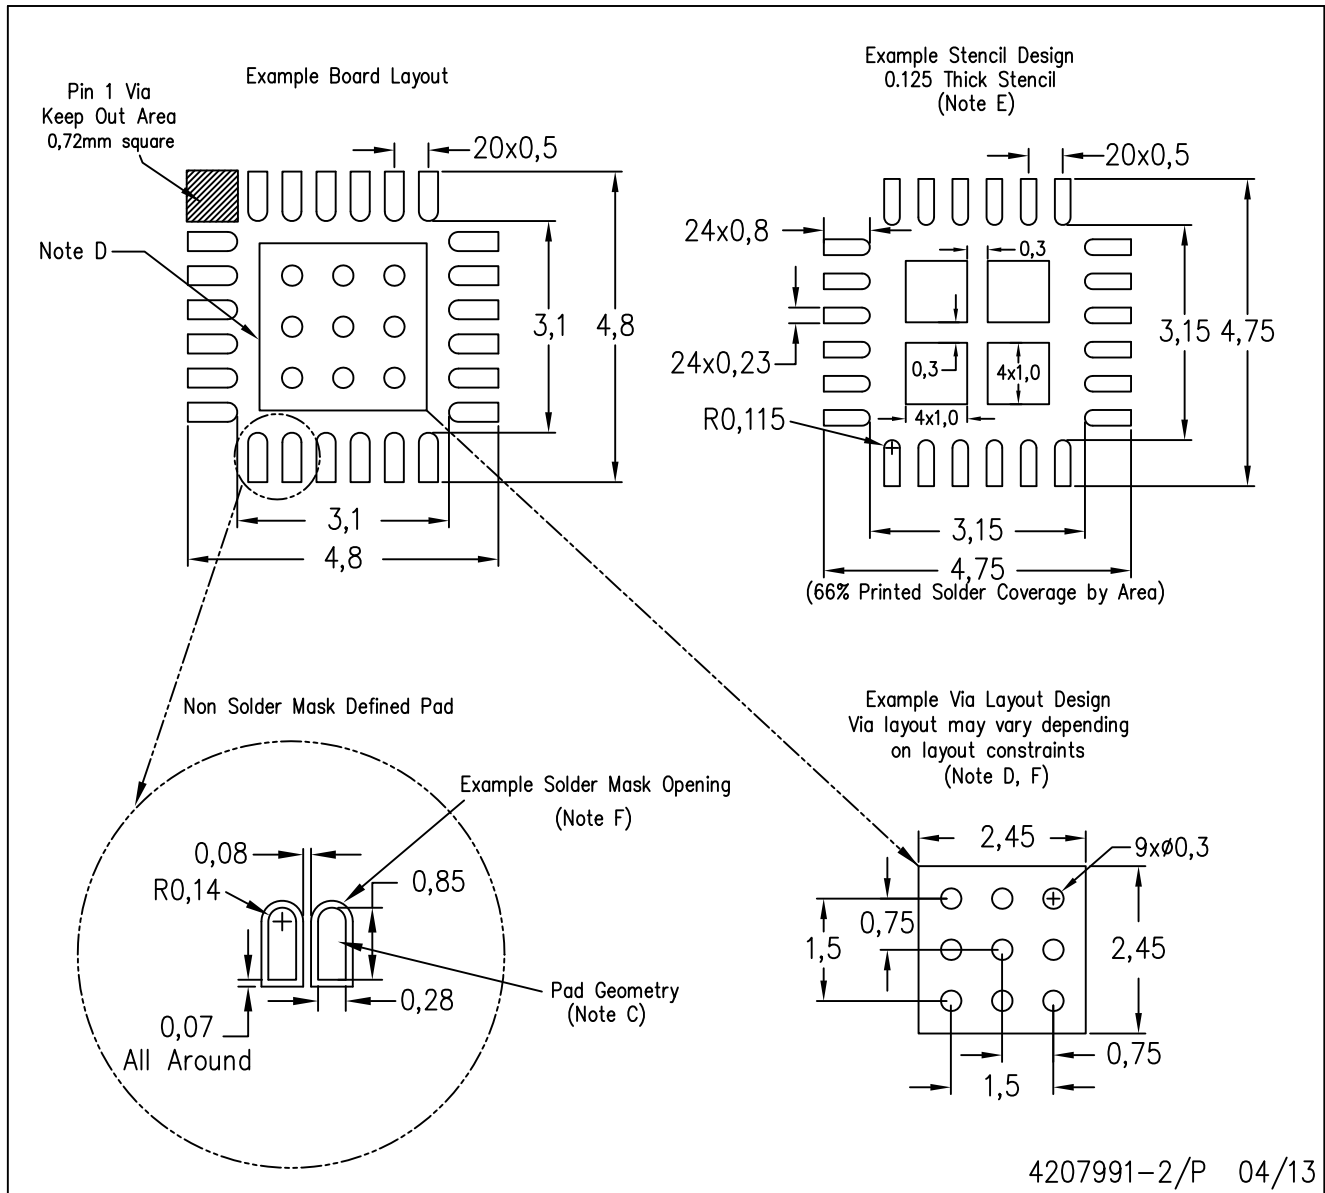 Example Board Layout
Pin 1 Via
Keep Out Area
0,72mm square
Note D
20x0,5
3,1
4,8
3,1
4,8
Example Stencil Design
0.125 Thick Stencil
(Note E)
20x0,5
24x0,8
0,3
3,15
4,75
24x0,23
0,3
4x1,0
R0,115
4x1,0
3,15
4,75
(66% Printed Solder Coverage by Area)
Non Solder Mask Defined Pad
Example Solder Mask Opening
(Note F)
0,08
R0,14
0,85
0,28
Pad Geometry
(Note C)
0,07
All Around
Example Via Layout Design
Via layout may vary depending
on layout constraints
(Note D, F)
2,45
9xø0,3
0,75
1,5
2,45
0,75
1,5
4207991-2/P 04/13